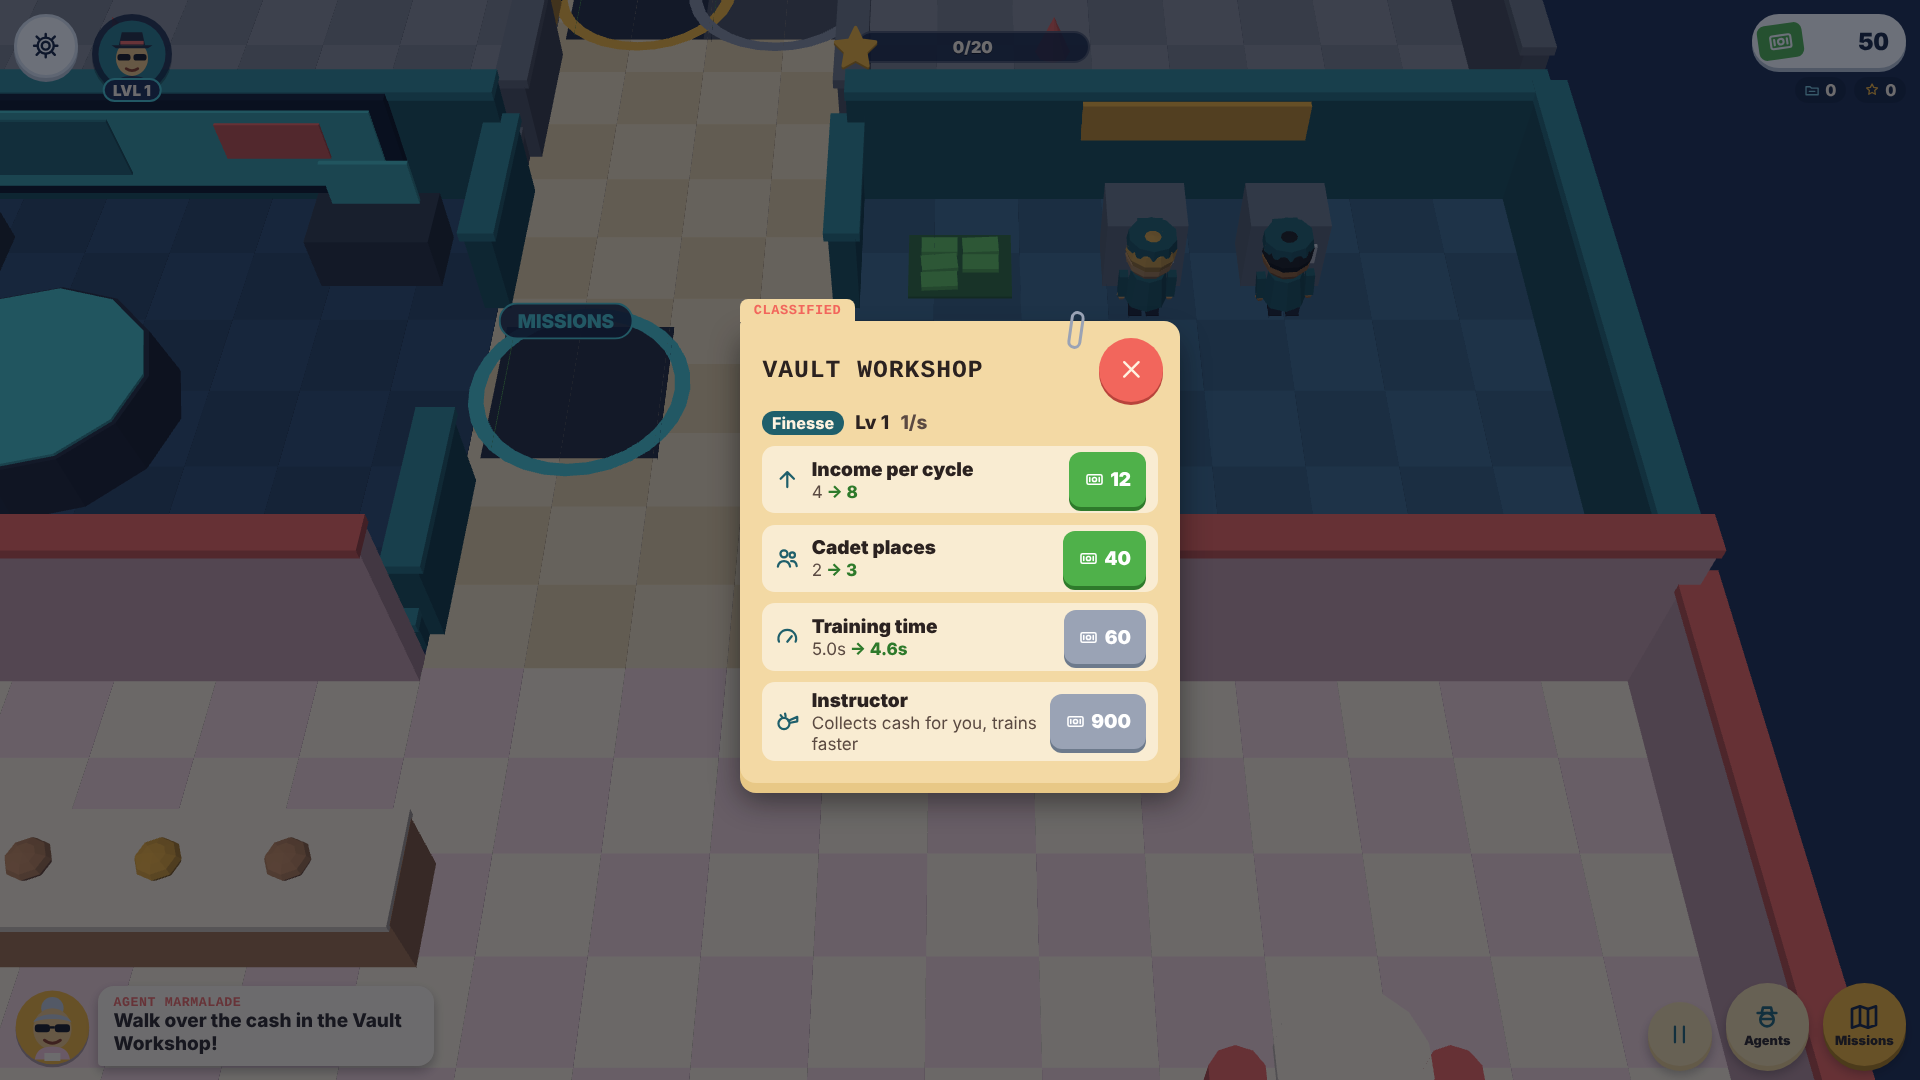 LVL 1
0/20
50
0
0
MISSIONS
CLASSIFIED
VAULT WORKSHOP
Finesse Lv 1 1/s
Income per cycle
4 → 8
12
Cadet places
2 → 3
40
Training time
5.0s → 4.6s
60
Instructor
Collects cash for you, trains
faster
900
AGENT MARMALADE
Walk over the cash in the Vault
Workshop!
Agents
Missions